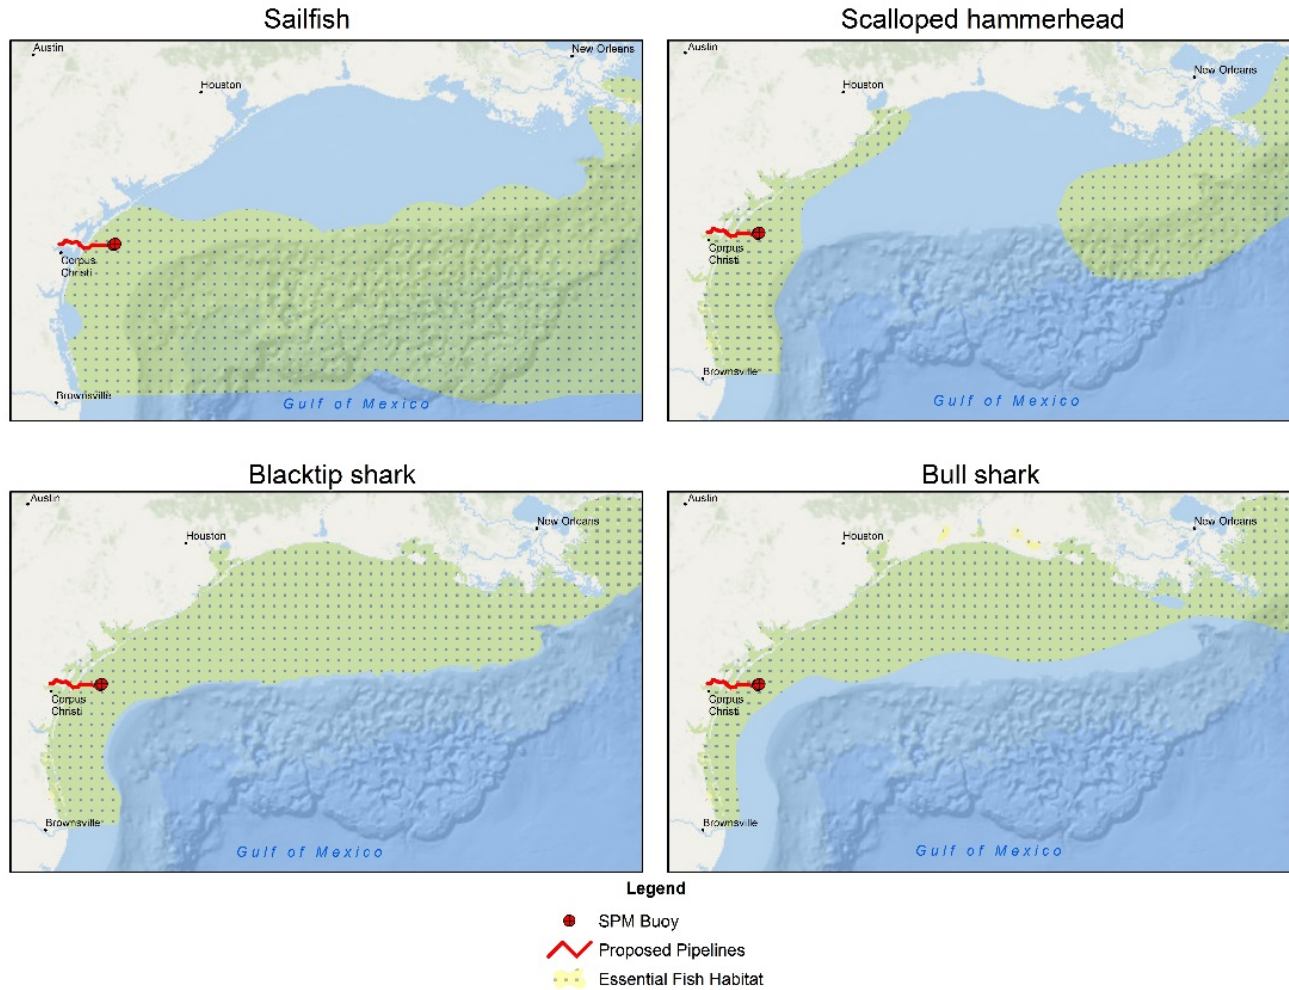 Sailfish
Austin
New Orleans
Houston
Corpus
Christi
Brownsville
Gulf of Mexico
Scalloped hammerhead
Austin
New Orleans
Houston
Corpus
Christi
Brownsville
Gulf of Mexico
Blacktip shark
Austin
New Orleans
Houston
Corpus
Christi
Brownsville
Gulf of Mexico
Bull shark
Austin
New Orleans
Houston
Corpus
Christi
Brownsville
Gulf of Mexico
Legend
SPM Buoy
Proposed Pipelines
Essential Fish Habitat